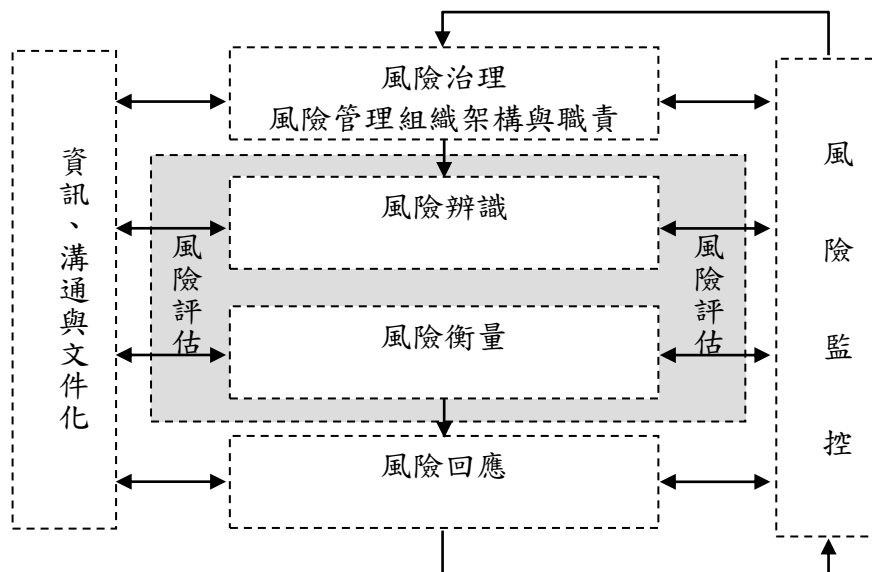 風險治理
風險管理組織架構與職責
資訊、溝通與文件化
風險辨識
風險評估
風險評估
風險衡量
風險回應
風險監控